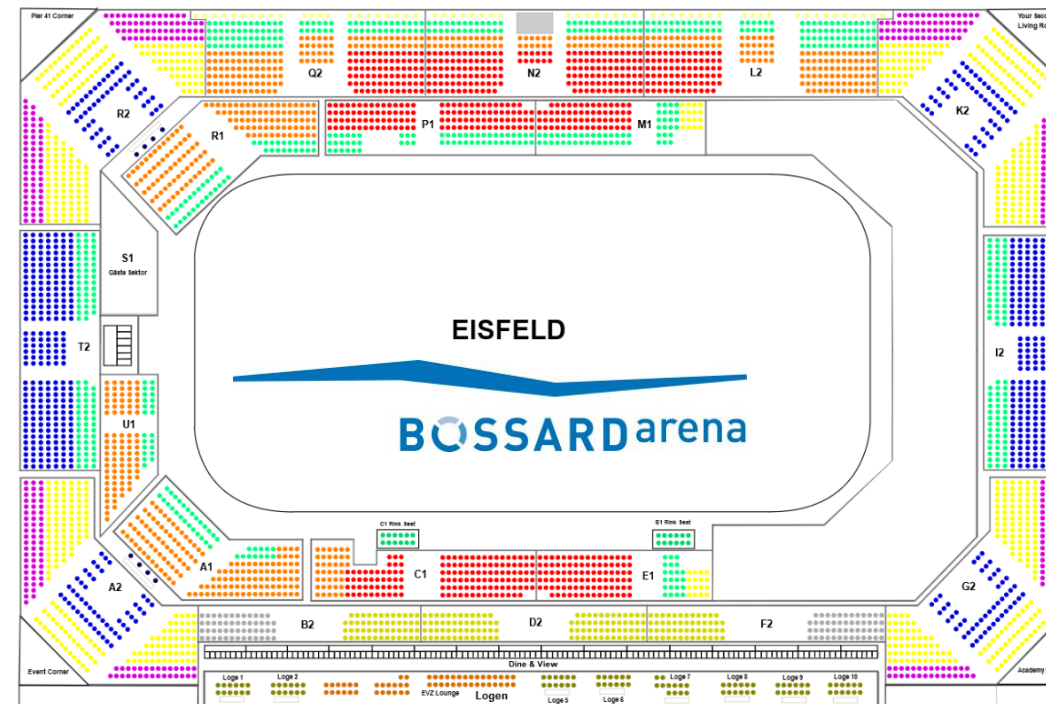 Pier 41 Corner
Your Seco
Living Ro
Q2
N2
L2
R2
K2
R1
P1
M1
S1
Gäste Sektor
T2
I2
EISFELD
BOSSARD arena
U1
C1 Rink Seat
E1 Rink Seat
A1
C1
E1
A2
G2
B2
D2
F2
Dine & View
Event Corner
Academy
Loge 1
Loge 2
EVZ Lounge
Logen
Loge 5
Loge 6
Loge 7
Loge 8
Loge 9
Loge 10